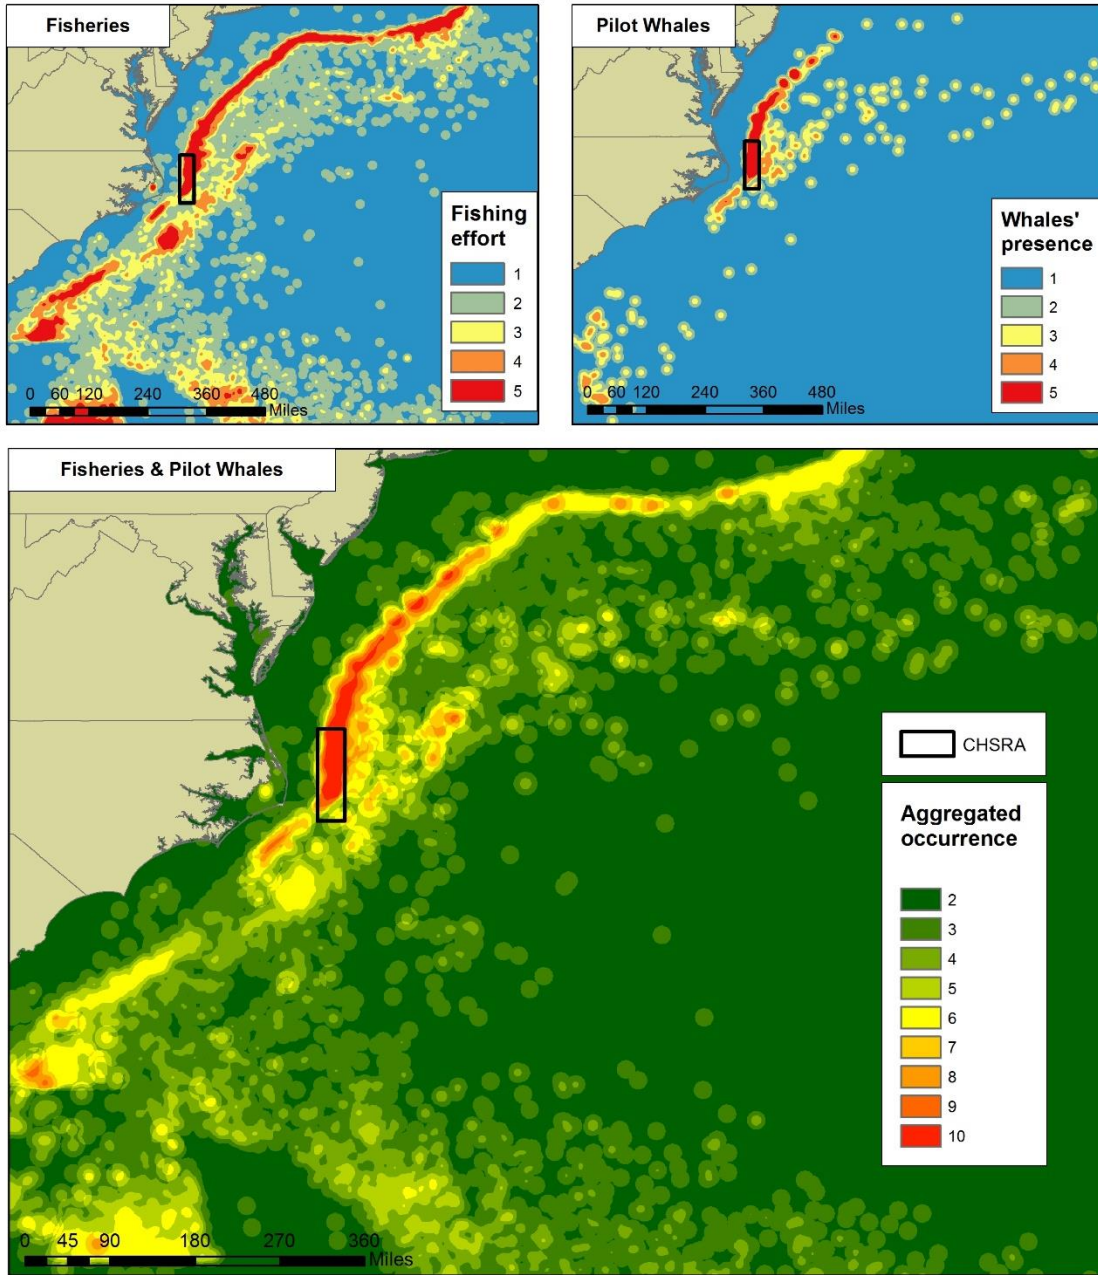 Fisheries
Fishing
effort
1
2
3
4
5
0 60 120 240 360 480
Miles
Pilot Whales
Whales'
presence
1
2
3
4
5
0 60 120 240 360 480
Miles
Fisheries & Pilot Whales
CHSRA
Aggregated
occurrence
2
3
4
5
6
7
8
9
10
0 45 90 180 270 360
Miles